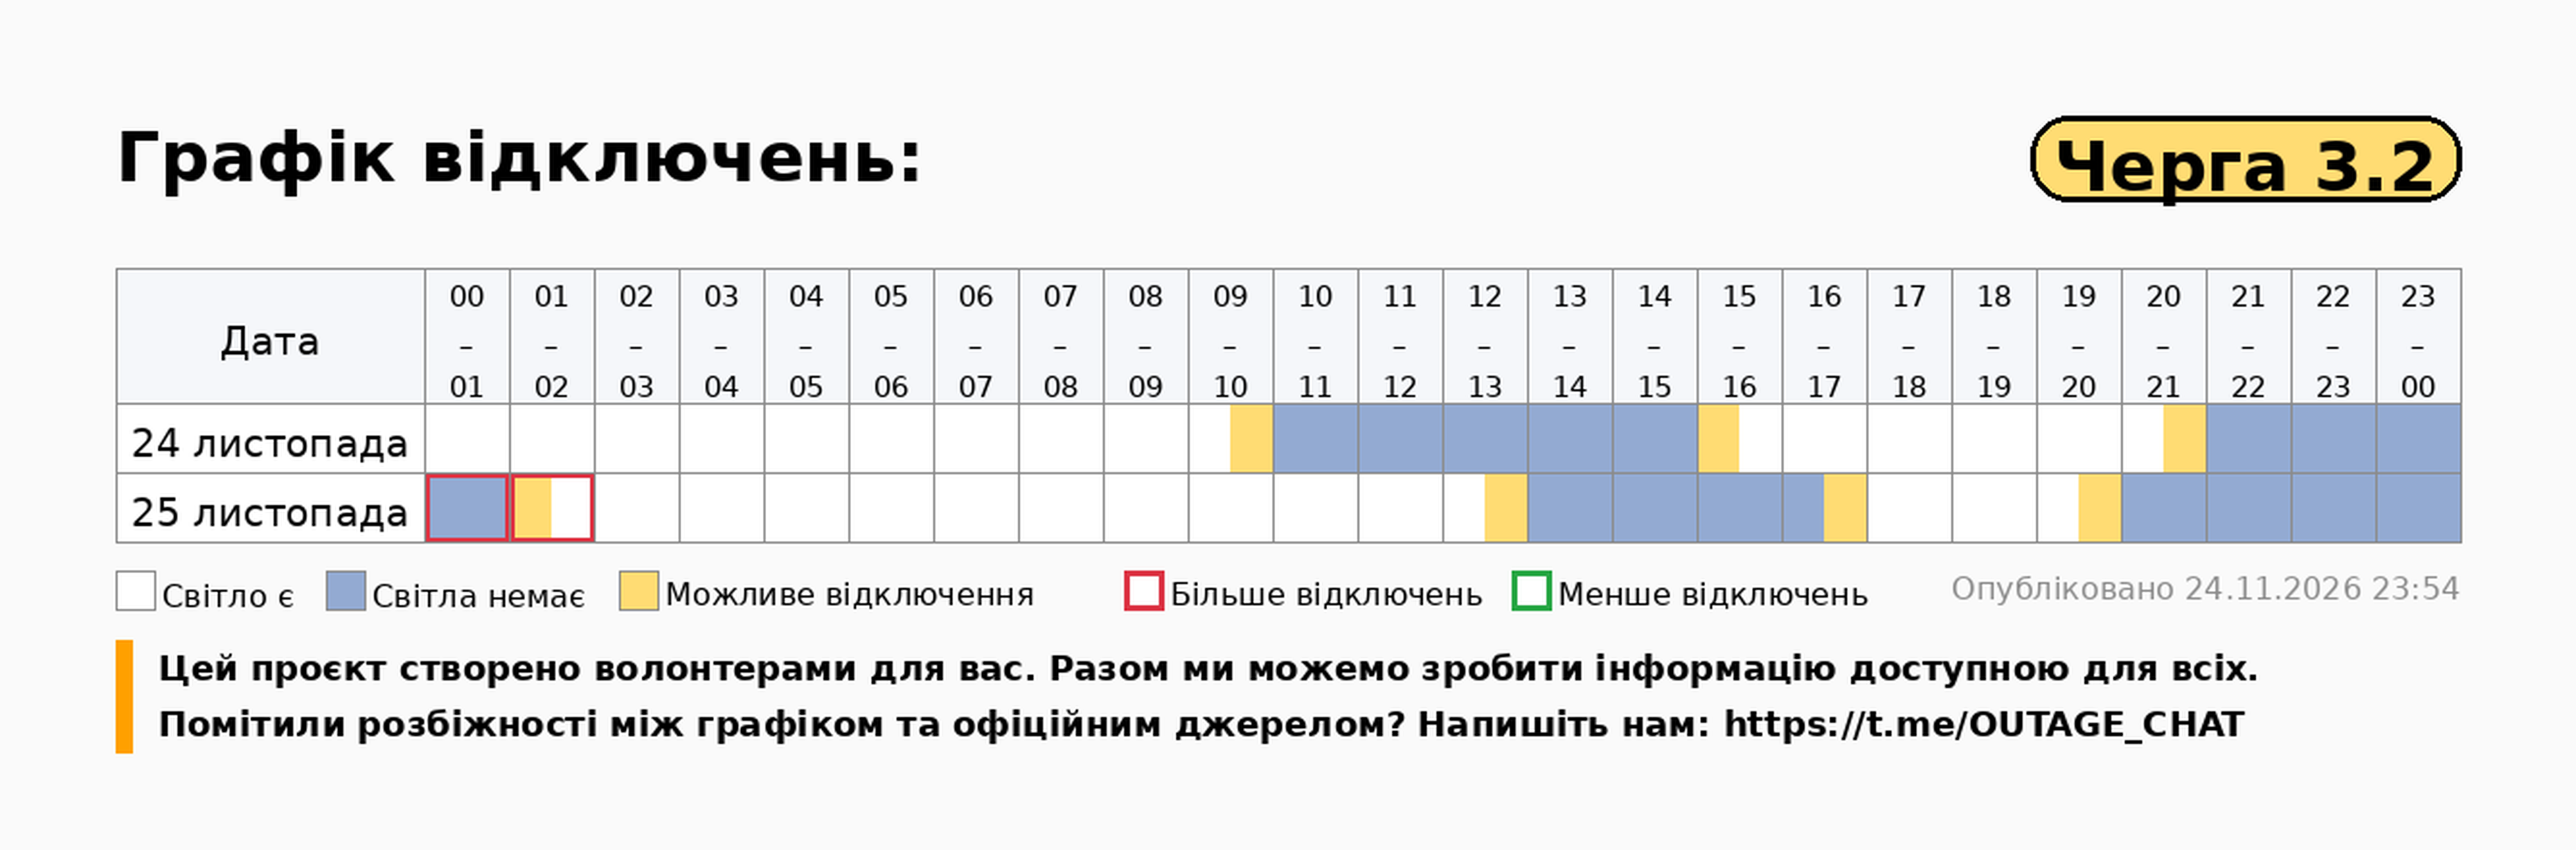 Графік відключень:
Черга 3.2
Дата
00 – 01
01 – 02
02 – 03
03 – 04
04 – 05
05 – 06
06 – 07
07 – 08
08 – 09
09 – 10
10 – 11
11 – 12
12 – 13
13 – 14
14 – 15
15 – 16
16 – 17
17 – 18
18 – 19
19 – 20
20 – 21
21 – 22
22 – 23
23 – 00
24 листопада
25 листопада
Світло є
Світла немає
Можливе відключення
Більше відключень
Менше відключень
Опубліковано 24.11.2026 23:54
Цей проєкт створено волонтерами для вас. Разом ми можемо зробити інформацію доступною для всіх.
Помітили розбіжності між графіком та офіційним джерелом? Напишіть нам: https://t.me/OUTAGE_CHAT